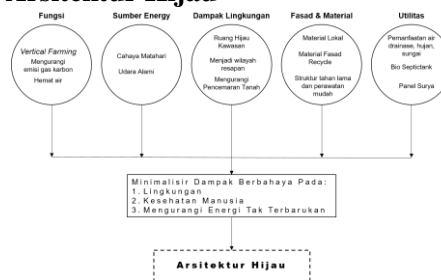 Arsitektur Hijau
Fungsi
Vertical Farming
Mengurangi
emisi gas karbon
Hemat air
Sumber Energy
Cahaya Matahari
Udara Alami
Dampak Lingkungan
Ruang Hijau
Kawasan
Menjadi wilayah
resapan
Mengurangi
Pencemaran Tanah
Fasad & Material
Material Lokal
Material Fasad
Recycle
Struktur tahan lama
dan perawatan
mudah
Utilitas
Pemanfaatan air
drainase, hujan,
sungai
Bio Septictank
Panel Surya
Minimalisir Dampak Berbahaya Pada:
1. Lingkungan
2. Kesehatan Manusia
3. Mengurangi Energi Tak Terbarukan
Arsitektur Hijau